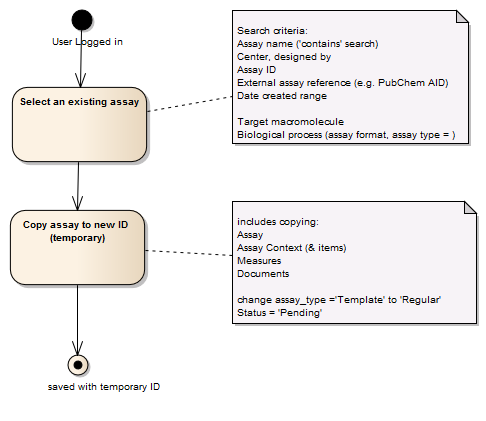 User Logged in
Select an existing assay
Search criteria:
Assay name ('contains' search)
Center, designed by
Assay ID
External assay reference (e.g. PubChem AID)
Date created range
Target macromolecule
Biological process (assay format, assay type = )
Copy assay to new ID
(temporary)
includes copying:
Assay
Assay Context (& items)
Measures
Documents
change assay_type ='Template' to 'Regular'
Status = 'Pending'
saved with temporary ID